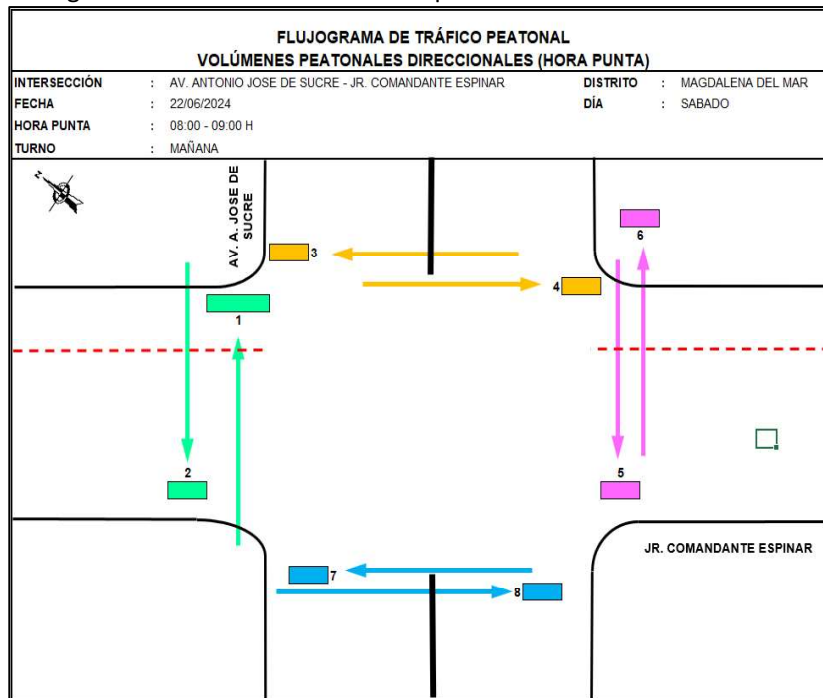 FLUJOGRAMA DE TRÁFICO PEATONAL
VOLÚMENES PEATONALES DIRECCIONALES (HORA PUNTA)
INTERSECCIÓN : AV. ANTONIO JOSE DE SUCRE - JR. COMANDANTE ESPINAR DISTRITO : MAGDALENA DEL MAR
FECHA : 22/06/2024 DÍA : SABADO
HORA PUNTA : 08:00 - 09:00 H
TURNO : MAÑANA
N
AV. A. JOSE DE
SUCRE
6
3
4
1
2
5
JR. COMANDANTE ESPINAR
7
8